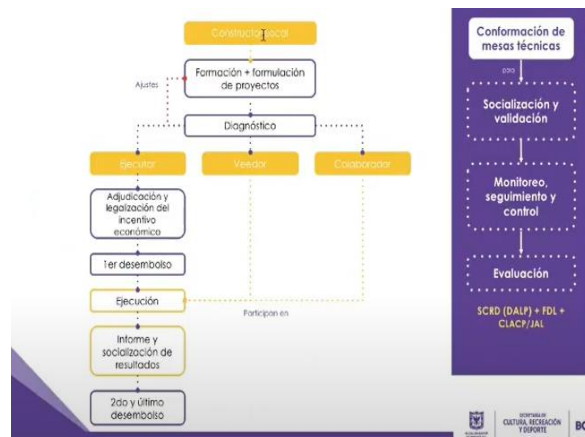 Constructor local
Formación + formulación
de proyectos
Ajustes
Diagnóstico
Ejecutor
Veedor
Colaborador
Adjudicación y
legalización del
incentivo
económico
1er desembolso
Ejecución
Participan en
Informe y
socialización de
resultados
2do y último
desembolso
Conformación de
mesas técnicas
para
Socialización y
validación
Monitoreo,
seguimiento y
control
Evaluación
SCRD (DALP) + FDL +
CLACP/JAL
SECRETARÍA DE
CULTURA, RECREACIÓN
Y DEPORTE